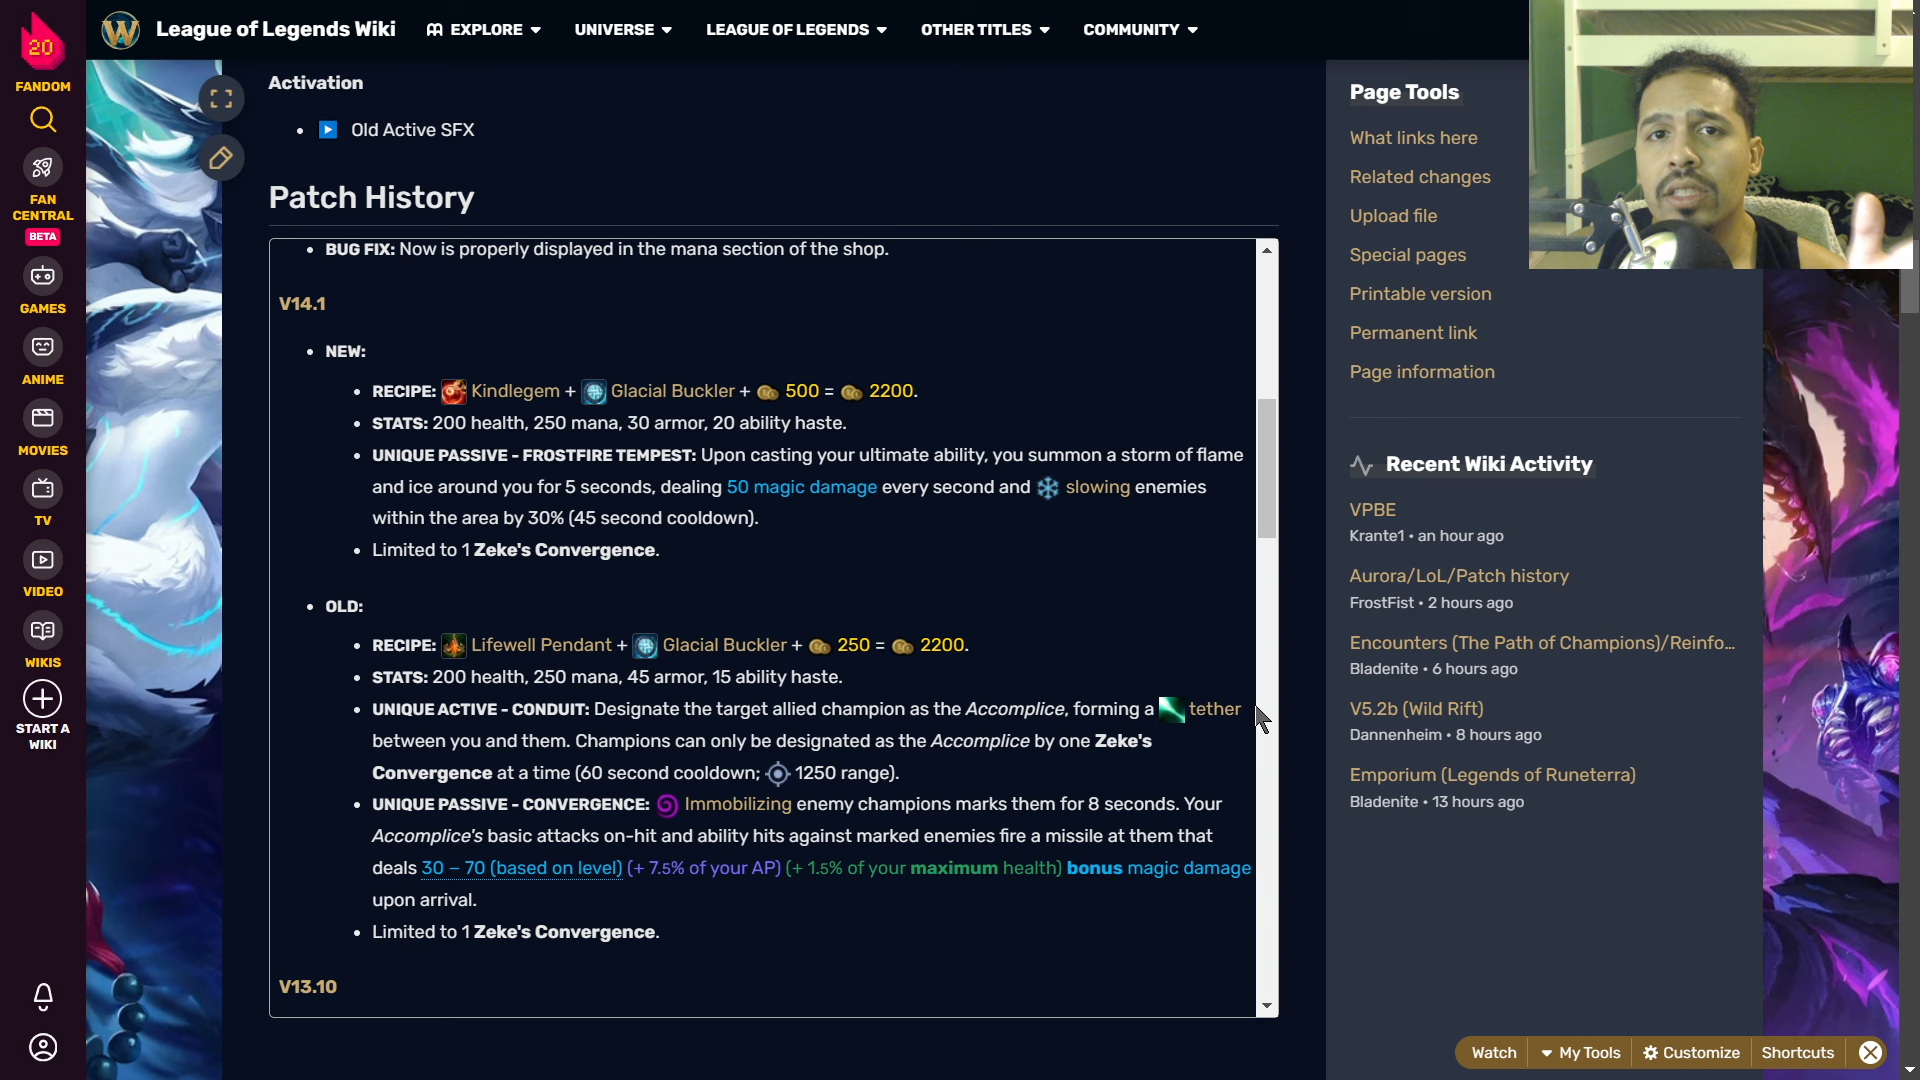 20
FANDOM
FAN
CENTRAL
BETA
GAMES
ANIME
MOVIES
TV
VIDEO
WIKIS
START A
WIKI
W
League of Legends Wiki
EXPLORE
UNIVERSE
LEAGUE OF LEGENDS
OTHER TITLES
COMMUNITY
Activation
• Old Active SFX
Patch History
• BUG FIX: Now is properly displayed in the mana section of the shop.
V14.1
• NEW:
• RECIPE: Kindlegem + Glacial Buckler + 500 = 2200.
• STATS: 200 health, 250 mana, 30 armor, 20 ability haste.
• UNIQUE PASSIVE - FROSTFIRE TEMPEST: Upon casting your ultimate ability, you summon a storm of flame
and ice around you for 5 seconds, dealing 50 magic damage every second and slowing enemies
within the area by 30% (45 second cooldown).
• Limited to 1 Zeke's Convergence.
• OLD:
• RECIPE: Lifewell Pendant + Glacial Buckler + 250 = 2200.
• STATS: 200 health, 250 mana, 45 armor, 15 ability haste.
• UNIQUE ACTIVE - CONDUIT: Designate the target allied champion as the Accomplice, forming a tether
between you and them. Champions can only be designated as the Accomplice by one Zeke's
Convergence at a time (60 second cooldown; 1250 range).
• UNIQUE PASSIVE - CONVERGENCE: Immobilizing enemy champions marks them for 8 seconds. Your
Accomplice's basic attacks on-hit and ability hits against marked enemies fire a missile at them that
deals 30 – 70 (based on level) (+ 7.5% of your AP) (+ 1.5% of your maximum health) bonus magic damage
upon arrival.
• Limited to 1 Zeke's Convergence.
V13.10
Page Tools
What links here
Related changes
Upload file
Special pages
Printable version
Permanent link
Page information
Recent Wiki Activity
VPBE
Krante1 • an hour ago
Aurora/LoL/Patch history
FrostFist • 2 hours ago
Encounters (The Path of Champions)/Reinfo...
Bladenite • 6 hours ago
V5.2b (Wild Rift)
Dannenheim • 8 hours ago
Emporium (Legends of Runeterra)
Bladenite • 13 hours ago
Watch
My Tools
Customize
Shortcuts